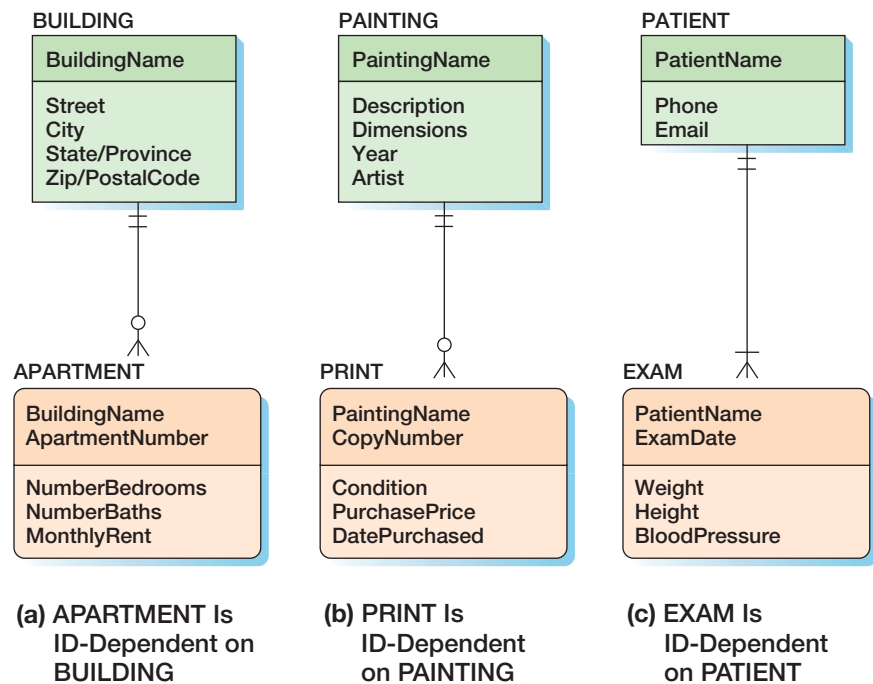 BUILDING
BuildingName
Street
City
State/Province
Zip/PostalCode
APARTMENT
BuildingName
ApartmentNumber
NumberBedrooms
NumberBaths
MonthlyRent
(a) APARTMENT Is
ID-Dependent on
BUILDING
PAINTING
PaintingName
Description
Dimensions
Year
Artist
PRINT
PaintingName
CopyNumber
Condition
PurchasePrice
DatePurchased
(b) PRINT Is
ID-Dependent
on PAINTING
PATIENT
PatientName
Phone
Email
EXAM
PatientName
ExamDate
Weight
Height
BloodPressure
(c) EXAM Is
ID-Dependent
on PATIENT